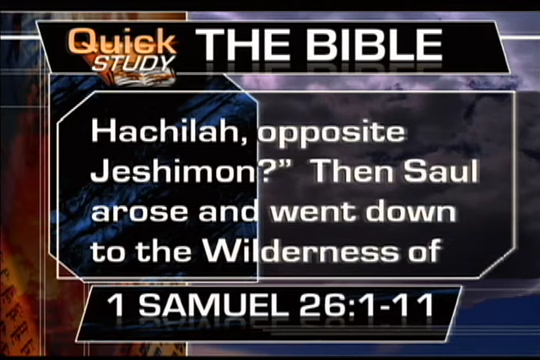 Quick
STUDY
THE BIBLE
Hachilah, opposite
Jeshimon?” Then Saul
arose and went down
to the Wilderness of
1 SAMUEL 26:1-11